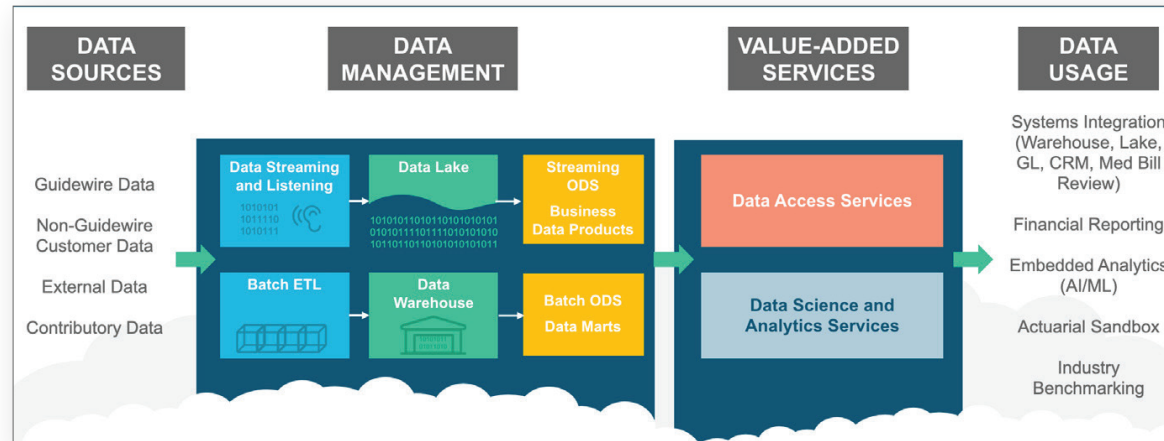 DATA
SOURCES
DATA
MANAGEMENT
VALUE-ADDED
SERVICES
DATA
USAGE
Guidewire Data
Non-Guidewire
Customer Data
External Data
Contributory Data
Data Streaming
and Listening
1010101
1011110
1010111
Data Lake
1010101101011010101010101
0101011110111101010101010
1011011011010101010101011
Streaming
ODS
Business
Data Products
Batch ETL
Data
Warehouse
Batch ODS
Data Marts
Data Access Services
Data Science and
Analytics Services
Systems Integration
(Warehouse, Lake,
GL, CRM, Med Bill
Review)
Financial Reporting
Embedded Analytics
(AI/ML)
Actuarial Sandbox
Industry
Benchmarking